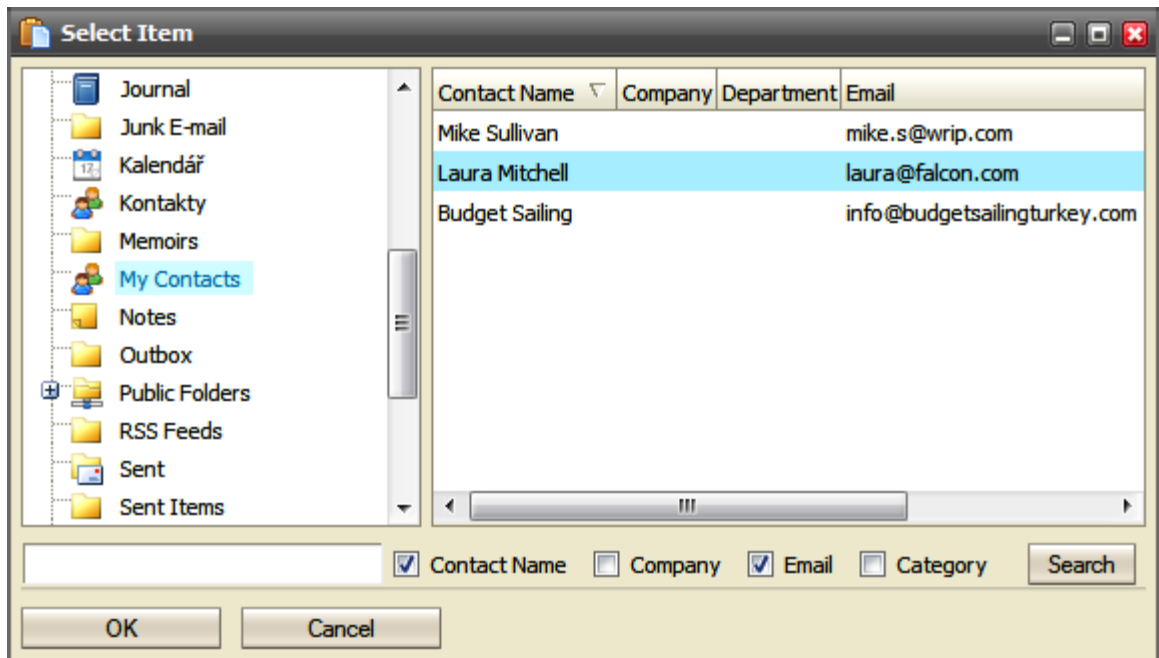 Select Item
Journal
Junk E-mail
17
Kalendář
Kontakty
Memoirs
My Contacts
Notes
Outbox
Public Folders
RSS Feeds
Sent
Sent Items
Contact Name Company Department Email
Mike Sullivan mike.s@wrip.com
Laura Mitchell laura@falcon.com
Budget Sailing info@budgetsailingturkey.com
Contact Name Company Email Category Search
OK Cancel